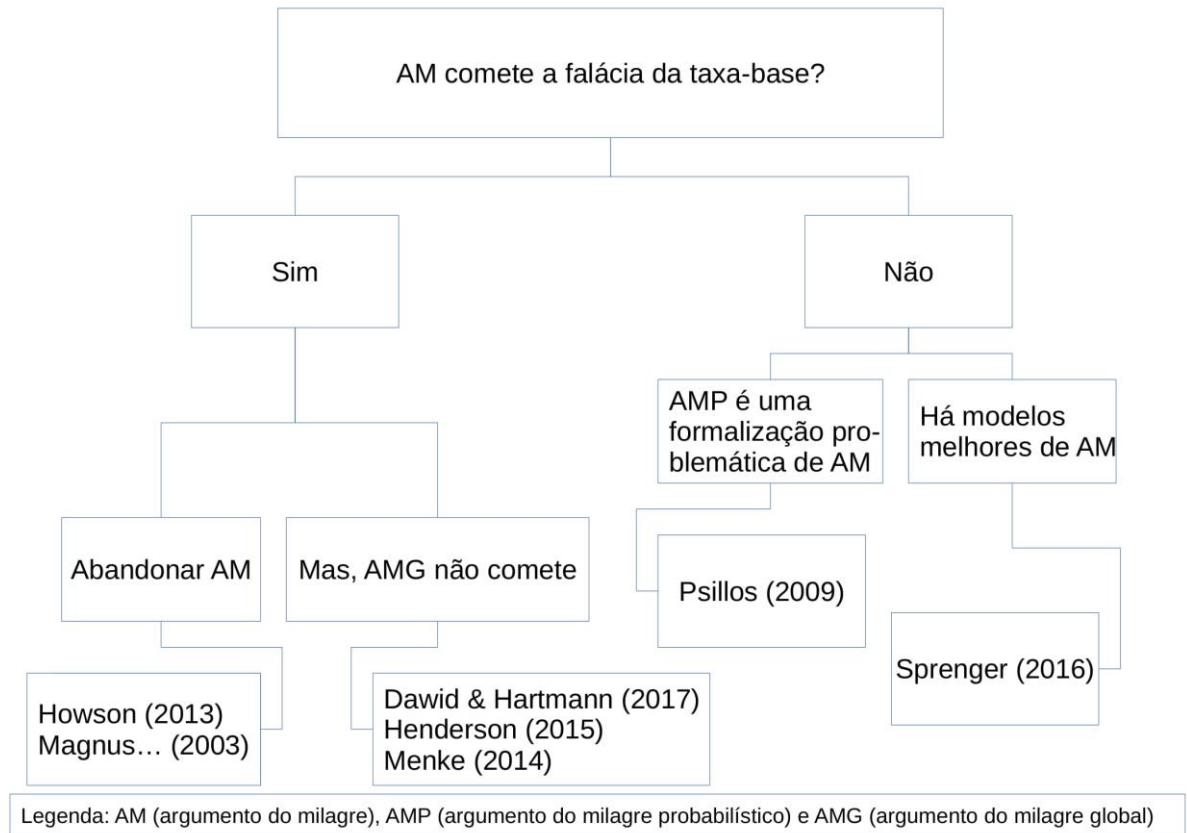 AM comete a falácia da taxa-base?
Sim
Não
AMP é uma
formalização pro-
blemática de AM
Há modelos
melhores de AM
Abandonar AM
Mas, AMG não comete
Psillos (2009)
Sprenger (2016)
Howson (2013)
Magnus… (2003)
Dawid & Hartmann (2017)
Henderson (2015)
Menke (2014)
Legenda: AM (argumento do milagre), AMP (argumento do milagre probabilístico) e AMG (argumento do milagre global)